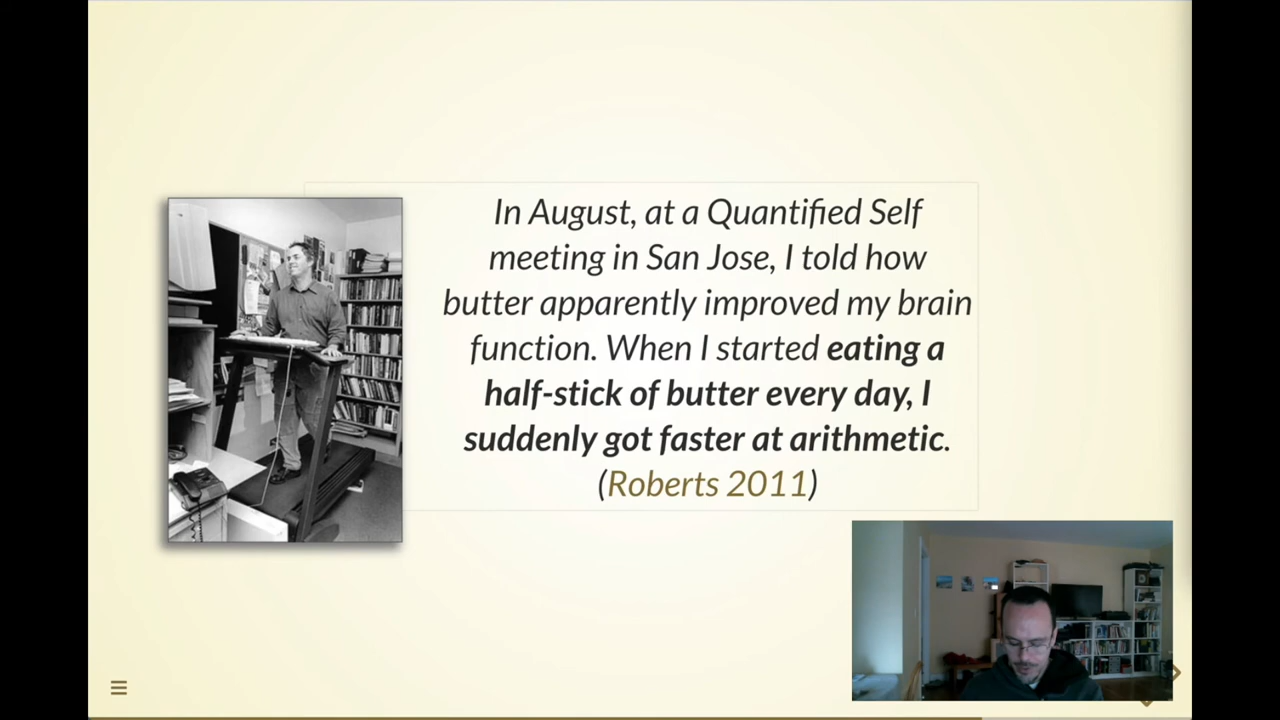 In August, at a Quantified Self
meeting in San Jose, I told how
butter apparently improved my brain
function. When I started eating a
half-stick of butter every day, I
suddenly got faster at arithmetic.
(Roberts 2011)